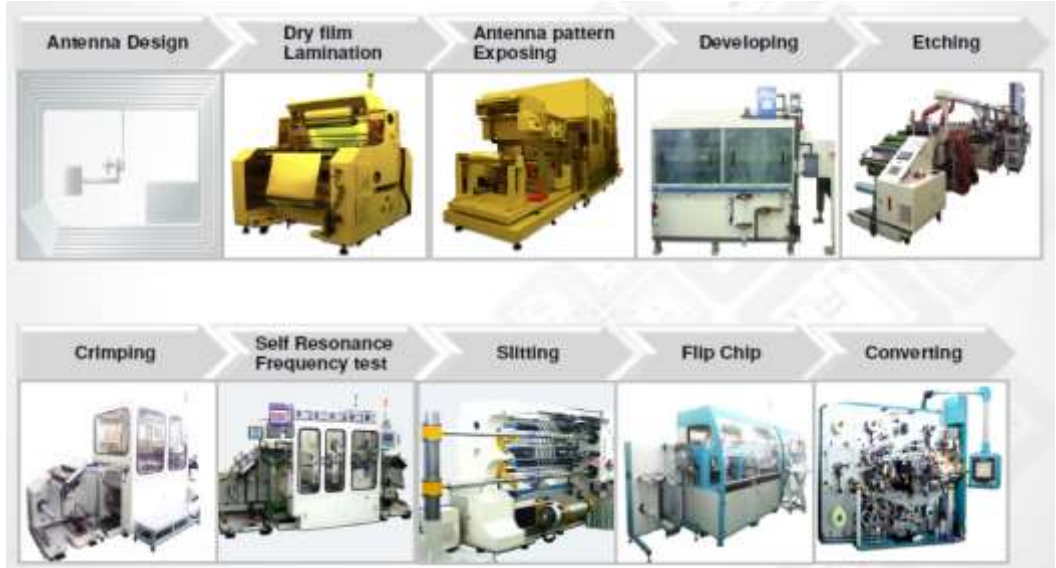 Antenna Design
Dry film
Lamination
Antenna pattern
Exposing
Developing
Etching
Crimping
Self Resonance
Frequency test
Slitting
Flip Chip
Converting